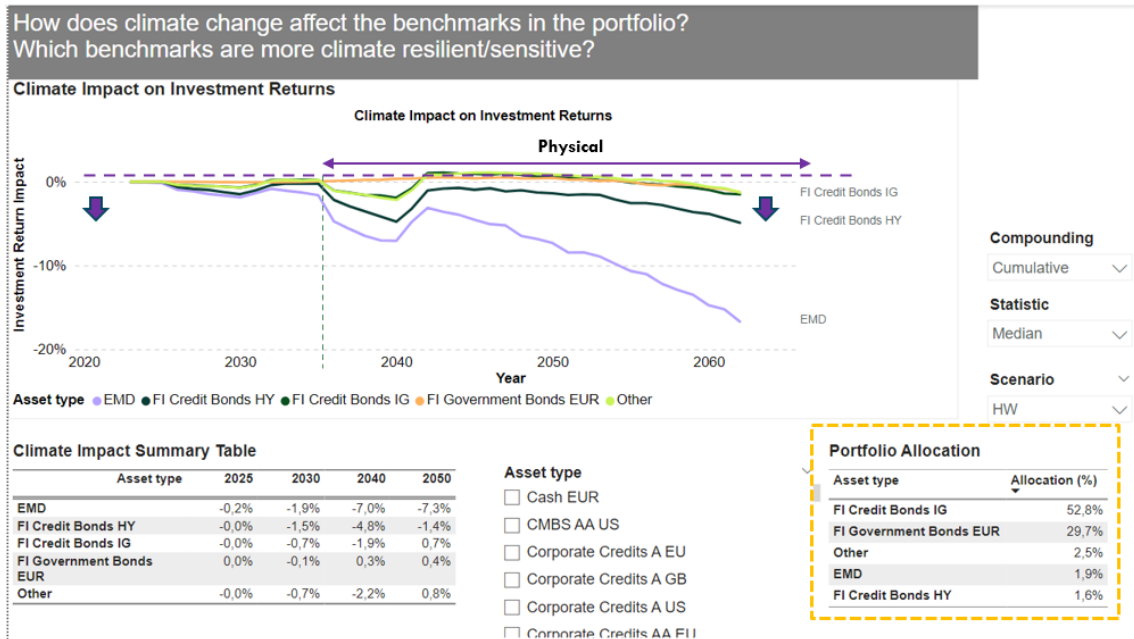 How does climate change affect the benchmarks in the portfolio?
Which benchmarks are more climate resilient/sensitive?
Climate Impact on Investment Returns
Climate Impact on Investment Returns
Physical
Investment Return Impact
0%
-10%
-20%
FI Credit Bonds IG
FI Credit Bonds HY
EMD
2020 2030 2040 2050 2060
Year
Asset type EMD FI Credit Bonds HY FI Credit Bonds IG FI Government Bonds EUR Other
Compounding
Cumulative
Statistic
Median
Scenario
HW
Climate Impact Summary Table
Asset type 2025 2030 2040 2050
EMD -0,2% -1,9% -7,0% -7,3%
FI Credit Bonds HY -0,0% -1,5% -4,8% -1,4%
FI Credit Bonds IG -0,0% -0,7% -1,9% 0,7%
FI Government Bonds 0,0% -0,1% 0,3% 0,4%
EUR
Other -0,0% -0,7% -2,2% 0,8%
Asset type
Cash EUR
CMBS AA US
Corporate Credits A EU
Corporate Credits A GB
Corporate Credits A US
Corporate Credits AA EU
Portfolio Allocation
Asset type Allocation (%)
FI Credit Bonds IG 52,8%
FI Government Bonds EUR 29,7%
Other 2,5%
EMD 1,9%
FI Credit Bonds HY 1,6%